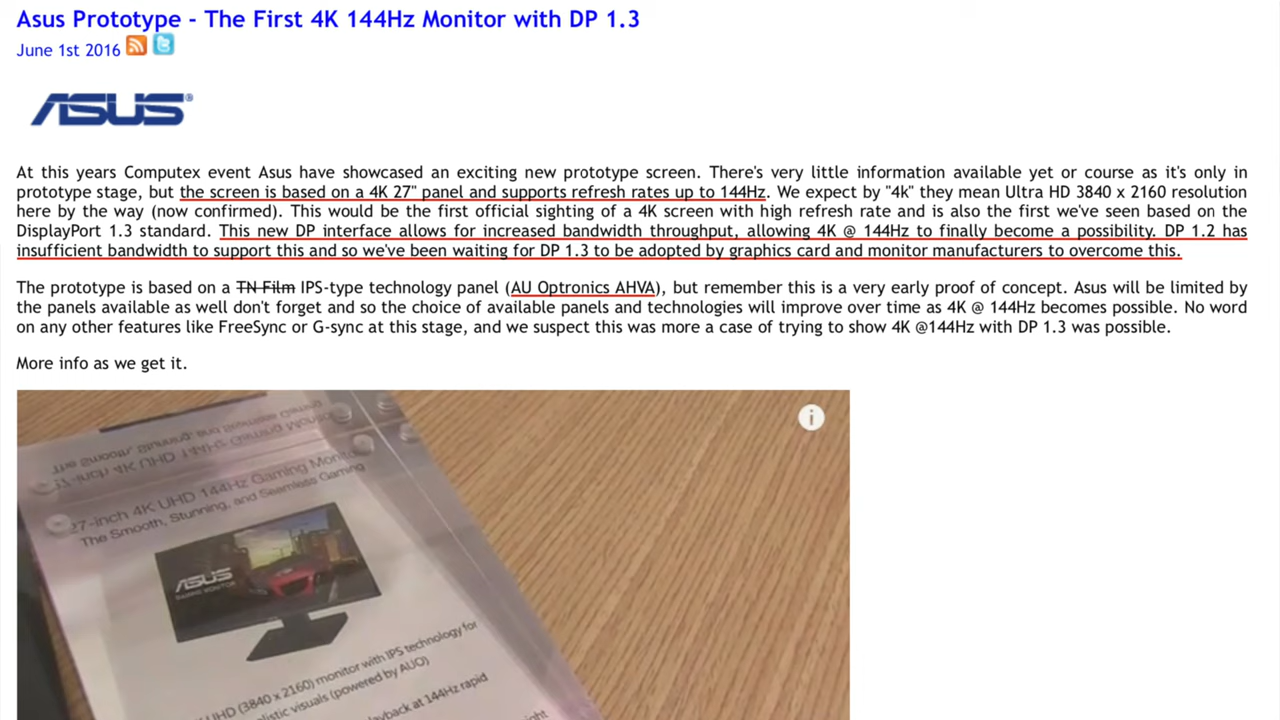 Asus Prototype - The First 4K 144Hz Monitor with DP 1.3
June 1st 2016
ASUS®
At this years Computex event Asus have showcased an exciting new prototype screen. There's very little information available yet or course as it's only in
prototype stage, but the screen is based on a 4K 27" panel and supports refresh rates up to 144Hz. We expect by "4k" they mean Ultra HD 3840 x 2160 resolution
here by the way (now confirmed). This would be the first official sighting of a 4K screen with high refresh rate and is also the first we've seen based on the
DisplayPort 1.3 standard. This new DP interface allows for increased bandwidth throughput, allowing 4K @ 144Hz to finally become a possibility. DP 1.2 has
insufficient bandwidth to support this and so we've been waiting for DP 1.3 to be adopted by graphics card and monitor manufacturers to overcome this.
The prototype is based on a TN Film IPS-type technology panel (AU Optronics AHVA), but remember this is a very early proof of concept. Asus will be limited by
the panels available as well don't forget and so the choice of available panels and technologies will improve over time as 4K @ 144Hz becomes possible. No word
on any other features like FreeSync or G-sync at this stage, and we suspect this was more a case of trying to show 4K @144Hz with DP 1.3 was possible.
More info as we get it.
i
27-inch 4K UHD 144Hz Gaming Monitor
The Smooth, Stunning, and Seamless Gaming
ASUS
GAMING MONITOR
UHD (3840 x 2160) monitor with IPS technology for
visuals (powered by AUO)
at 144Hz rapid